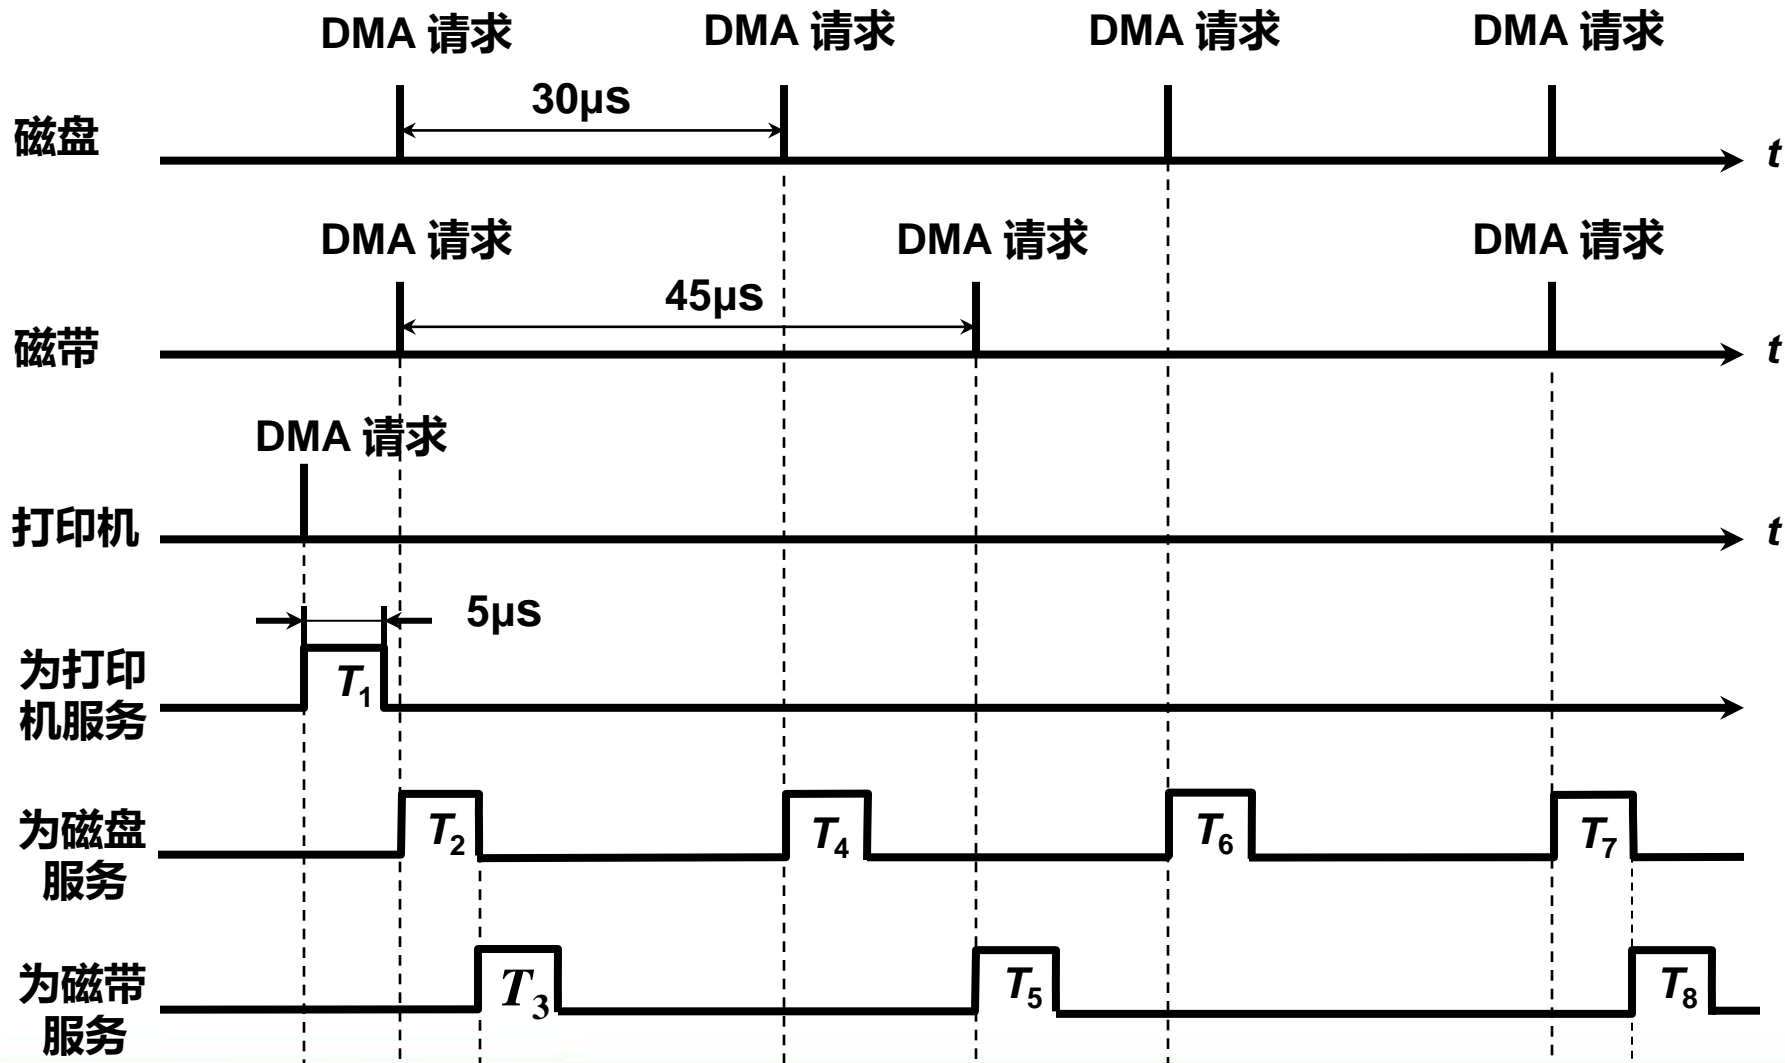 DMA 请求 DMA 请求 DMA 请求 DMA 请求
30μs
磁盘
t
DMA 请求 DMA 请求 DMA 请求
45μs
磁带
t
DMA 请求
打印机
t
5μs
为打印
机服务
T1
为磁盘
服务
T2 T4 T6 T7
为磁带
服务
T3 T5 T8